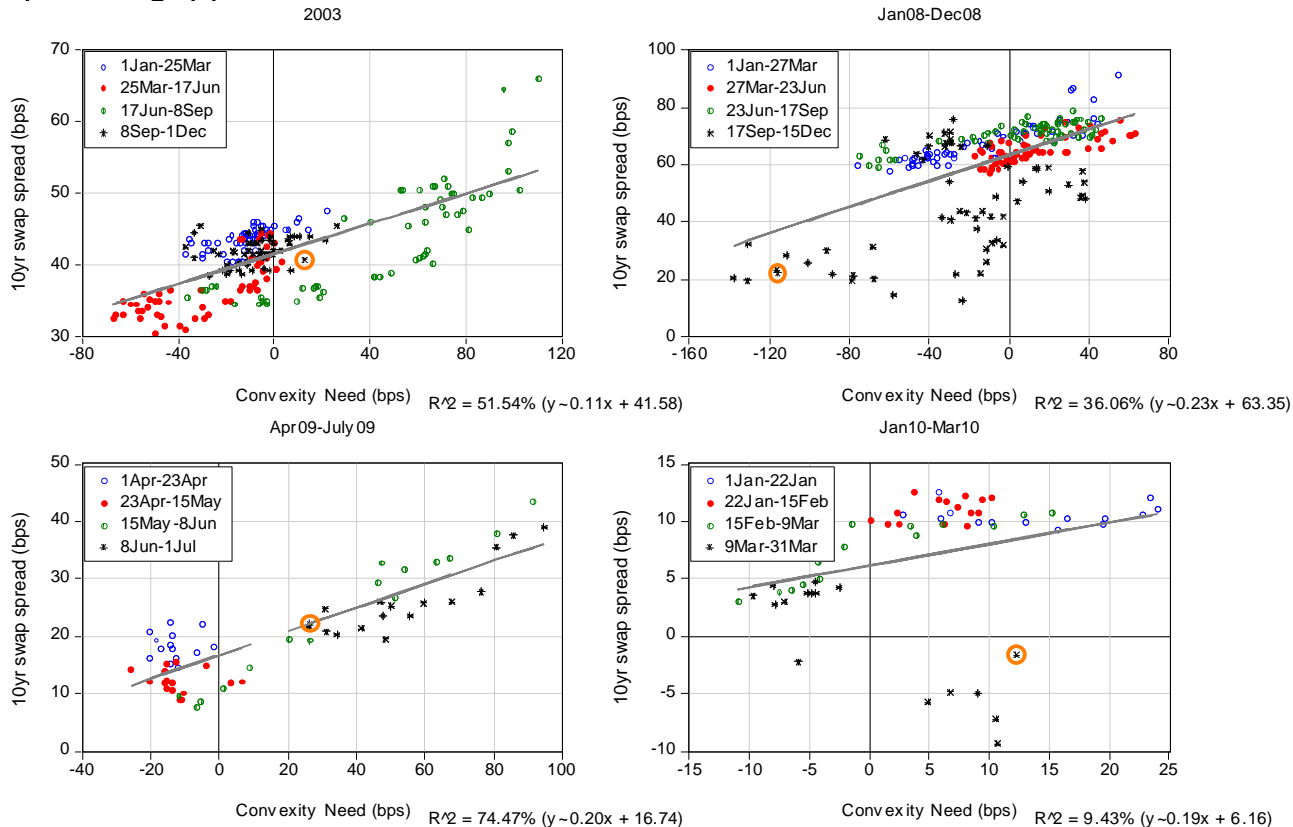 2003
70
60
50
40
30
-80 -40 0 40 80 120
10yr swap spread (bps)
Convexity Need (bps)
1Jan-25Mar
25Mar-17Jun
17Jun-8Sep
8Sep-1Dec
R^2 = 51.54% (y~0.11x + 41.58)
Jan08-Dec08
100
80
60
40
20
0
-160 -120 -80 -40 0 40 80
10yr swap spread (bps)
Convexity Need (bps)
1Jan-27Mar
27Mar-23Jun
23Jun-17Sep
17Sep-15Dec
R^2 = 36.06% (y~0.23x + 63.35)
Apr09-July09
50
40
30
20
10
0
-40 -20 0 20 40 60 80 100
10yr swap spread (bps)
Convexity Need (bps)
1Apr-23Apr
23Apr-15May
15May-8Jun
8Jun-1Jul
R^2 = 74.47% (y~0.20x + 16.74)
Jan10-Mar10
15
10
5
0
-5
-10
-15 -10 -5 0 5 10 15 20 25
10yr swap spread (bps)
Convexity Need (bps)
1Jan-22Jan
22Jan-15Feb
15Feb-9Mar
9Mar-31Mar
R^2 = 9.43% (y~0.19x + 6.16)